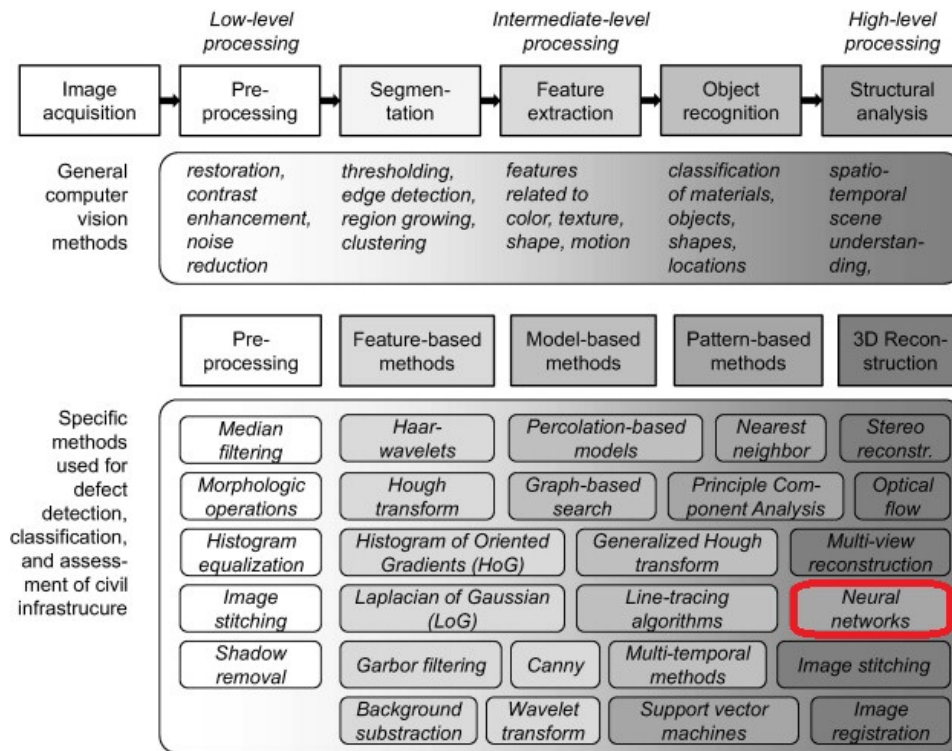 Low-level
processing
Intermediate-level
processing
High-level
processing
Image
acquisition
Pre-
processing
Segmen-
tation
Feature
extraction
Object
recognition
Structural
analysis
General
computer
vision
methods
restoration,
contrast
enhancement,
noise
reduction
thresholding,
edge detection,
region growing,
clustering
features
related to
color, texture,
shape, motion
classification
of materials,
objects,
shapes,
locations
spatio-
temporal
scene
understan-
ding,
Pre-
processing
Feature-based
methods
Model-based
methods
Pattern-based
methods
3D Recon-
struction
Specific
methods
used for
defect
detection,
classification,
and assess-
ment of civil
infrastrucure
Median
filtering
Haar-
wavelets
Percolation-based
models
Nearest
neighbor
Stereo
reconstr.
Morphologic
operations
Hough
transform
Graph-based
search
Principle Com-
ponent Analysis
Optical
flow
Histogram
equalization
Histogram of Oriented
Gradients (HoG)
Generalized Hough
transform
Multi-view
reconstruction
Image
stitching
Laplacian of Gaussian
(LoG)
Line-tracing
algorithms
Neural
networks
Shadow
removal
Garbor filtering
Canny
Multi-temporal
methods
Image stitching
Background
substraction
Wavelet
transform
Support vector
machines
Image
registration